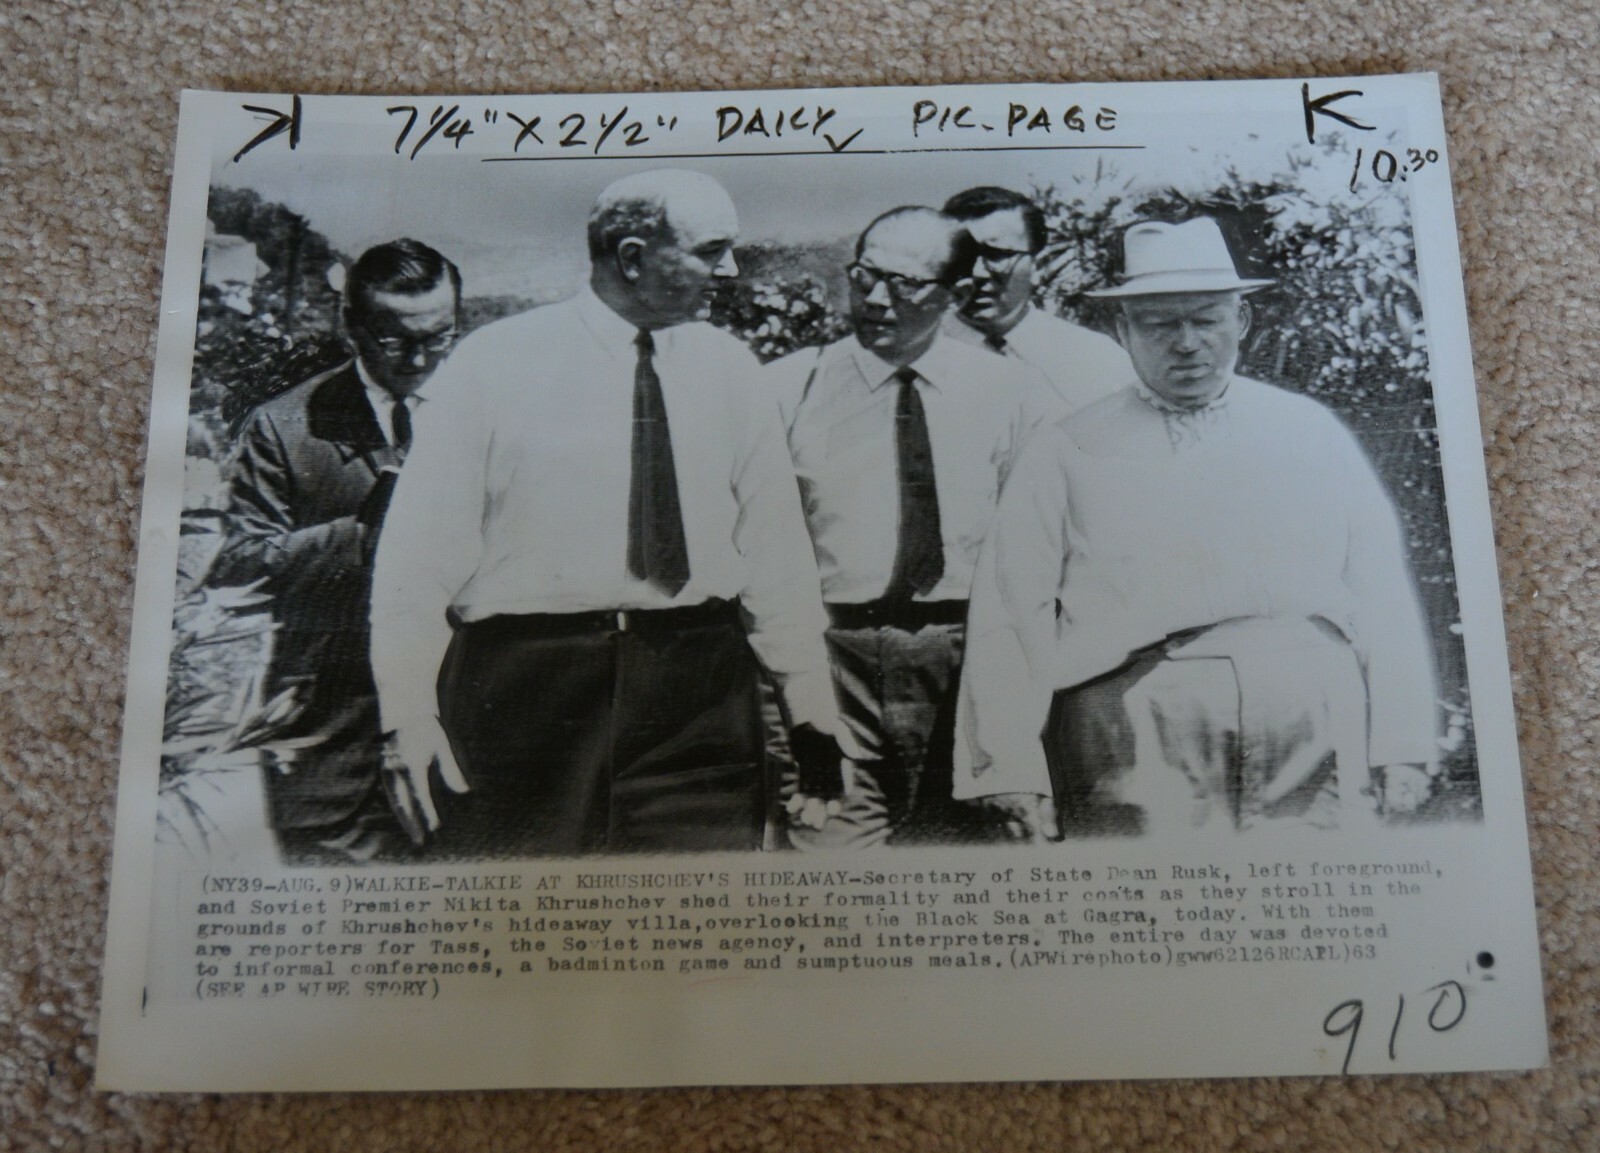 K 7¼" X 2½" DAILY PIC. PAGE K
10:30
(NY39-AUG. 9)WALKIE-TALKIE AT KHRUSHCHEV'S HIDEAWAY-Secretary of State Dean Rusk, left foreground,
and Soviet Premier Nikita Khrushchev shed their formality and their coats as they stroll in the
grounds of Khrushchev's hideaway villa,overlooking the Black Sea at Gagra, today. With them
are reporters for Tass, the Soviet news agency, and interpreters. The entire day was devoted
to informal conferences, a badminton game and sumptuous meals.(APWirephoto)gww62126RCAPL)63
(SEE AP WIRE STORY)
910